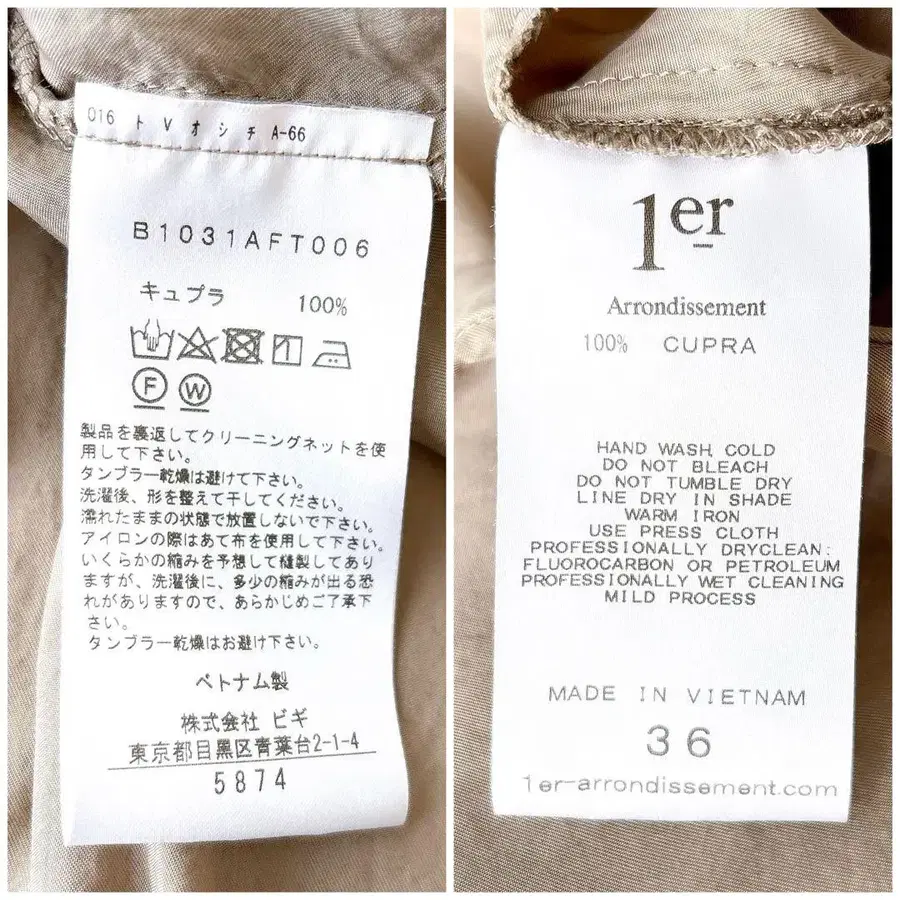 016 トVオシチ A-66
B1031AFT006
キュプラ 100%
F W
製品を裏返してクリーニングネットを使
用して下さい。
タンブラー乾燥は避けて下さい。
洗濯後、形を整えて干してください。
濡れたままの状態で放置しないで下さい。
アイロンの際はあて布を使用して下さい。
いくらかの縮みを予想して縫製してあり
ますが、洗濯後に、多少の縮みが出る恐
れがありますので、あらかじめご了承下
さい。
タンブラー乾燥はお避け下さい。
ベトナム製
株式会社 ビギ
東京都目黒区青葉台2-1-4
5874
1er
Arrondissement
100% CUPRA
HAND WASH COLD
DO NOT BLEACH
DO NOT TUMBLE DRY
LINE DRY IN SHADE
WARM IRON
USE PRESS CLOTH
PROFESSIONALLY DRYCLEAN:
FLUOROCARBON OR PETROLEUM
PROFESSIONALLY WET CLEANING
MILD PROCESS
MADE IN VIETNAM
36
1er-arrondissement.com